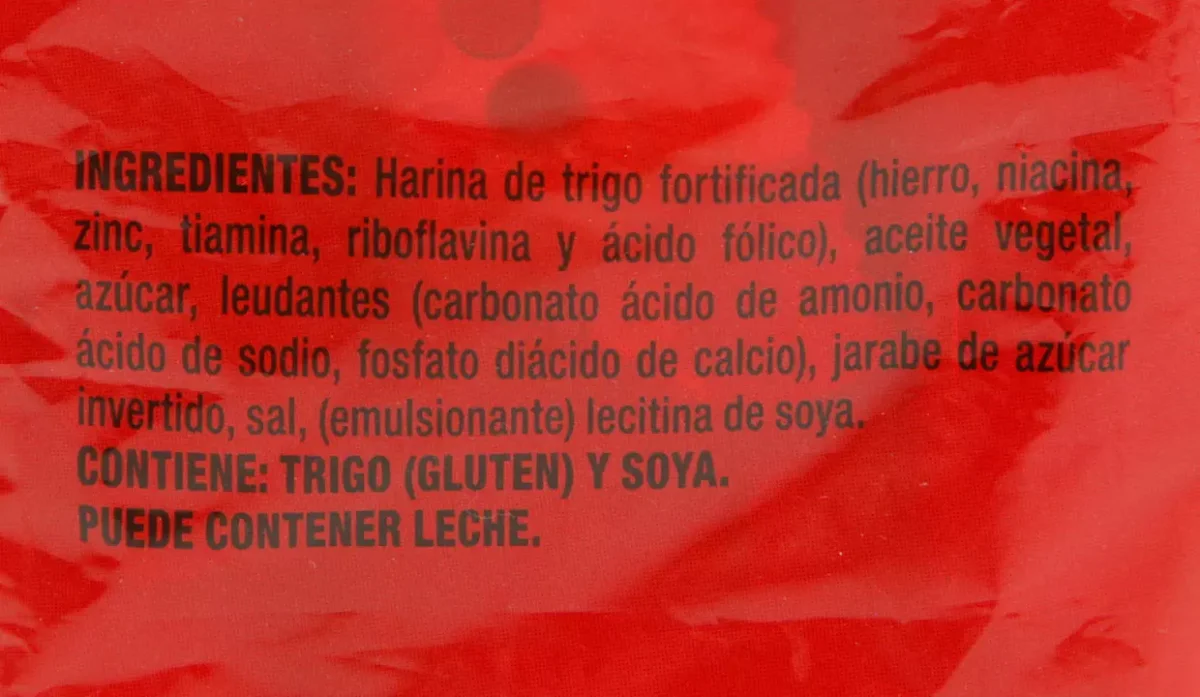 INGREDIENTES: Harina de trigo fortificada (hierro, niacina,
zinc, tiamina, riboflavina y ácido fólico), aceite vegetal,
azúcar, leudantes (carbonato ácido de amonio, carbonato
ácido de sodio, fosfato diácido de calcio), jarabe de azúcar
invertido, sal, (emulsionante) lecitina de soya.
CONTIENE: TRIGO (GLUTEN) Y SOYA.
PUEDE CONTENER LECHE.